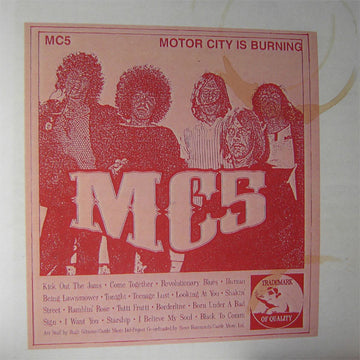 MC5 MOTOR CITY IS BURNING
MC5
Kick Out The Jams · Come Together · Revolutionary Blues · Human
Being Lawnmower · Tonight · Teenage Lust · Looking At You · Shakin'
Street · Ramblin' Rose · Tutti Frutti · Borderline · Born Under A Bad
Sign · I Want You · Starship · I Believe My Soul · Black To Comm
TRADEMARK
OF QUALITY